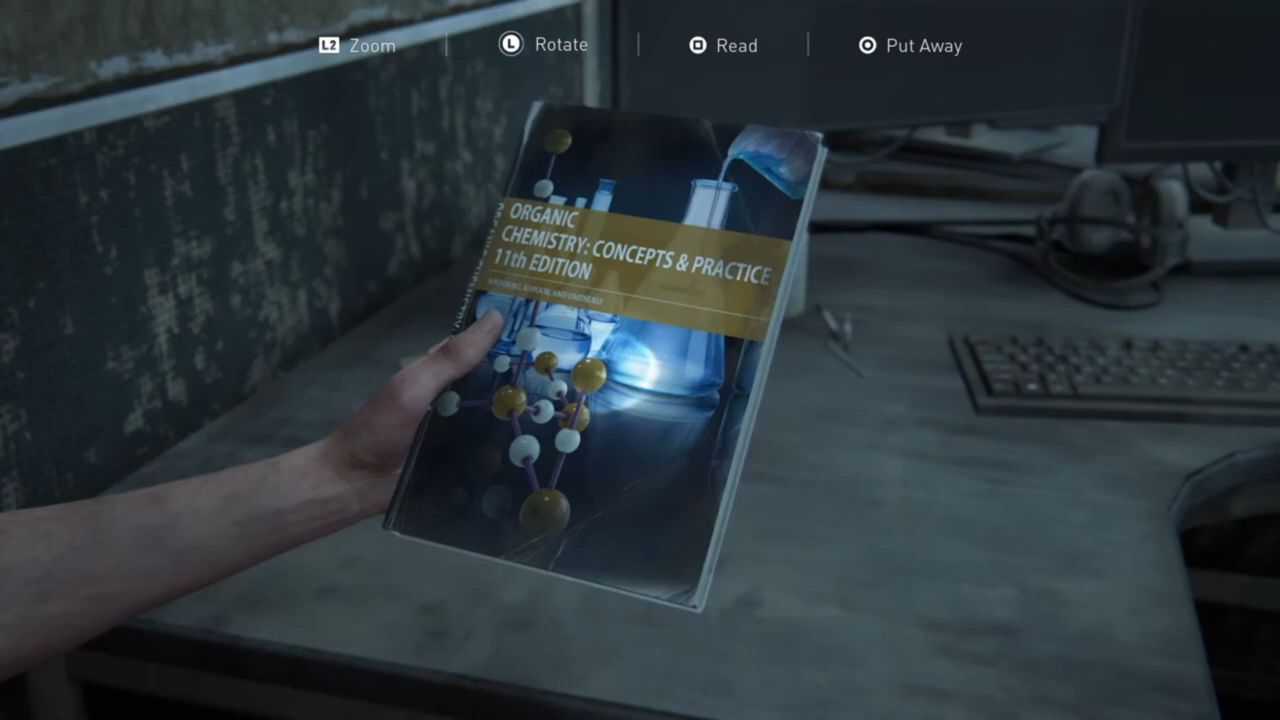 L2 Zoom
L Rotate
Read
Put Away
ORGANIC
CHEMISTRY: CONCEPTS & PRACTICE
11th EDITION